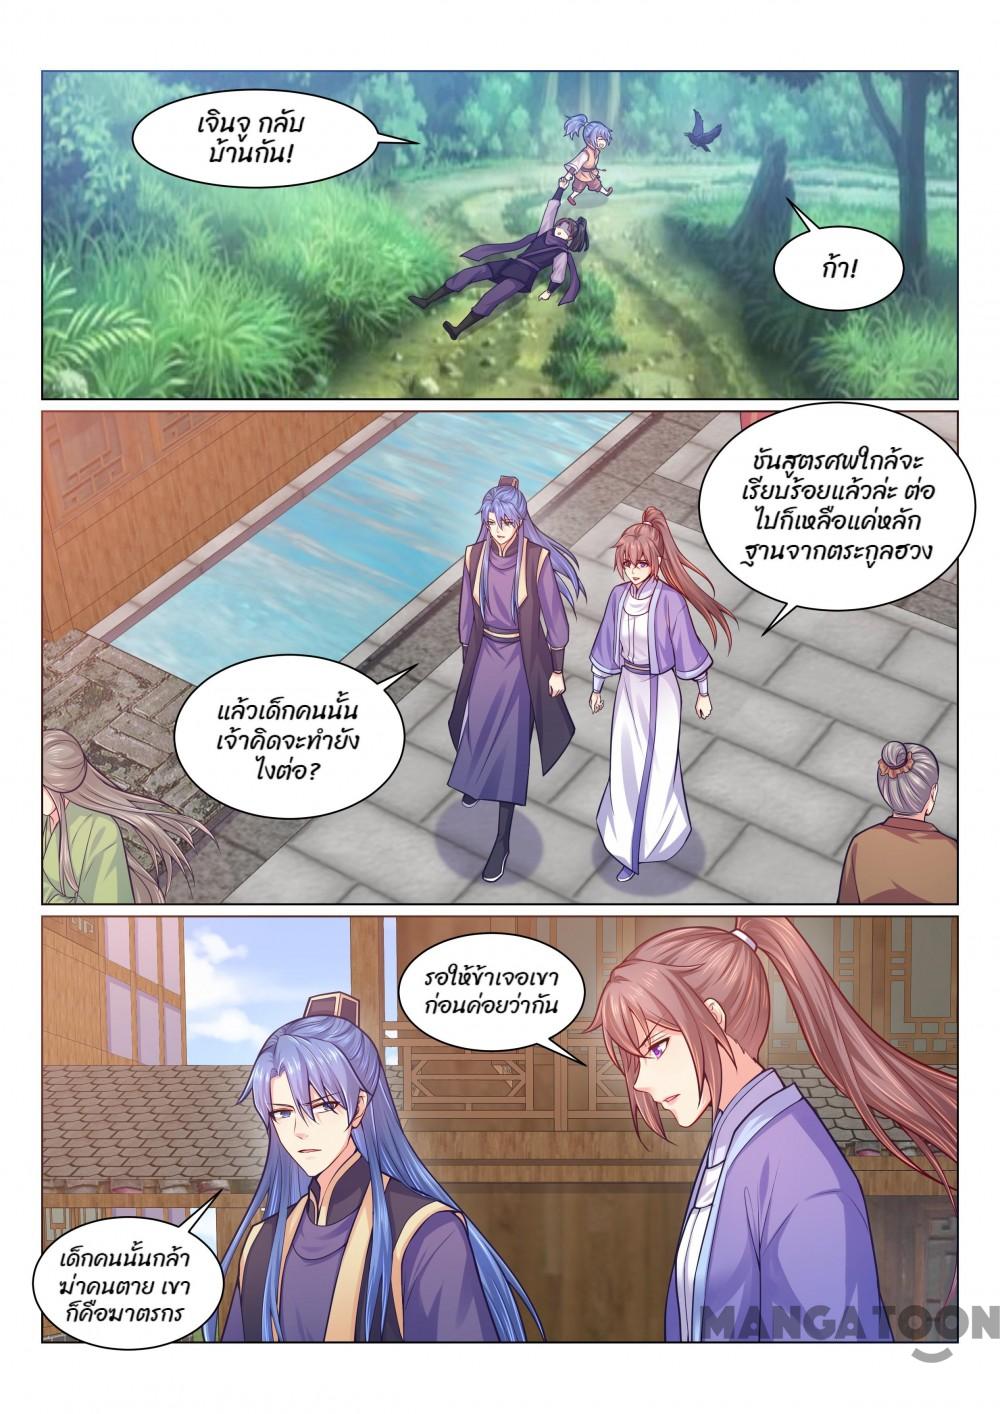 เจินจู กลับ
บ้านกัน!
ก้า!
ชันสูตรศพใกล้จะ
เรียบร้อยแล้วล่ะ ต่อ
ไปก็เหลือแค่หลัก
ฐานจากตระกูลฮวง
แล้วเด็กคนนั้น
เจ้าคิดจะทำยัง
ไงต่อ?
รอให้ข้าเจอเขา
ก่อนค่อยว่ากัน
เด็กคนนั้นกล้า
ฆ่าคนตาย เขา
ก็คือฆาตรกร
MANGATOON